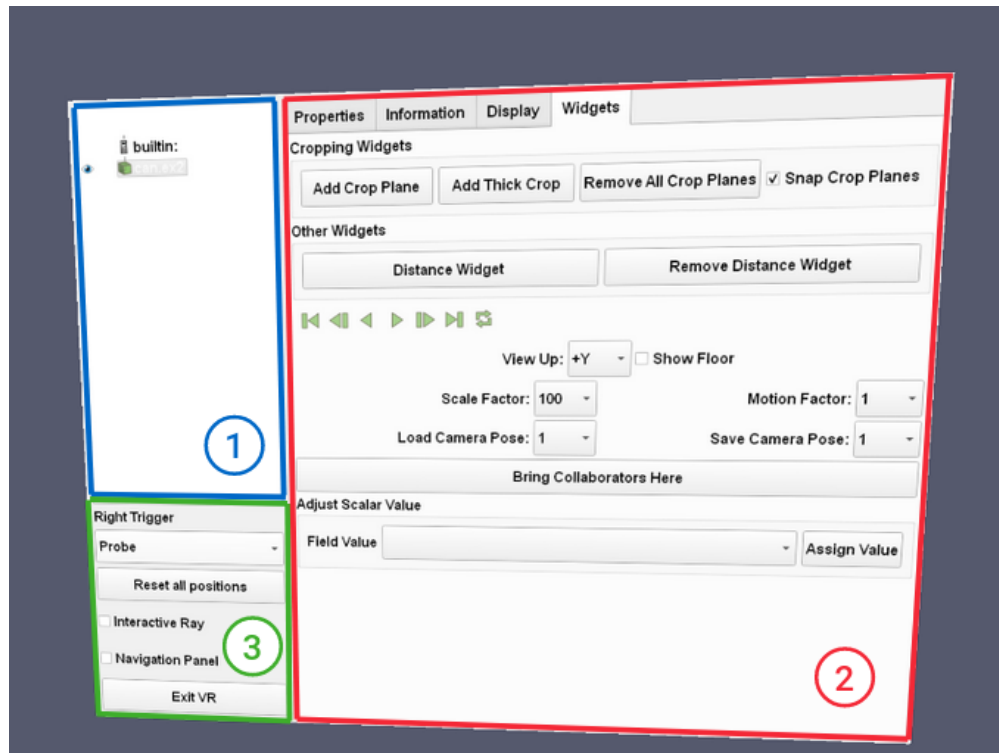 builtin:
can.ex2
1
Properties Information Display Widgets
Cropping Widgets
Add Crop Plane Add Thick Crop Remove All Crop Planes Snap Crop Planes
Other Widgets
Distance Widget Remove Distance Widget
View Up: +Y Show Floor
Scale Factor: 100 Motion Factor: 1
Load Camera Pose: 1 Save Camera Pose: 1
Bring Collaborators Here
Adjust Scalar Value
Field Value Assign Value
2
Right Trigger
Probe
Reset all positions
Interactive Ray
Navigation Panel
3
Exit VR